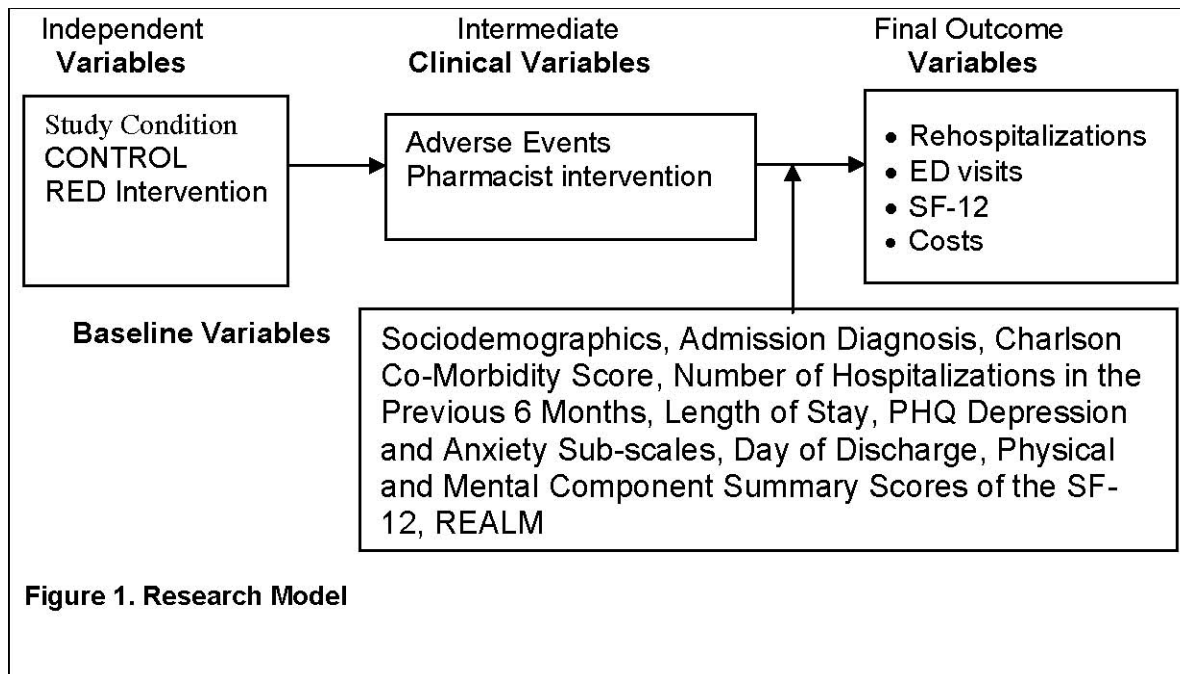 Independent
Variables
Intermediate
Clinical Variables
Final Outcome
Variables
Study Condition
CONTROL
RED Intervention
Adverse Events
Pharmacist intervention
• Rehospitalizations
• ED visits
• SF-12
• Costs
Baseline Variables
Sociodemographics, Admission Diagnosis, Charlson
Co-Morbidity Score, Number of Hospitalizations in the
Previous 6 Months, Length of Stay, PHQ Depression
and Anxiety Sub-scales, Day of Discharge, Physical
and Mental Component Summary Scores of the SF-
12, REALM
Figure 1. Research Model